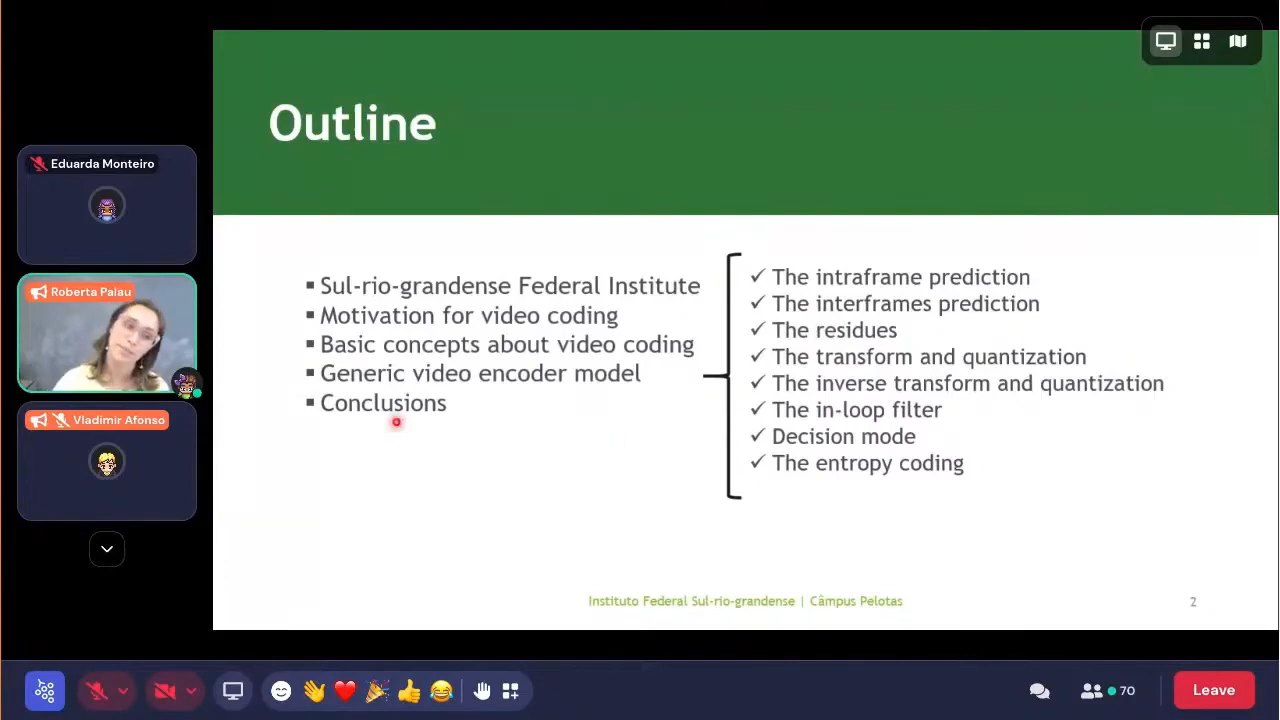 Outline
Eduarda Monteiro
Roberta Palau
Vladimir Afonso
▪ Sul-rio-grandense Federal Institute
▪ Motivation for video coding
▪ Basic concepts about video coding
▪ Generic video encoder model
▪ Conclusions
✓ The intraframe prediction
✓ The interframes prediction
✓ The residues
✓ The transform and quantization
✓ The inverse transform and quantization
✓ The in-loop filter
✓ Decision mode
✓ The entropy coding
Instituto Federal Sul-rio-grandense | Câmpus Pelotas
2
70
Leave